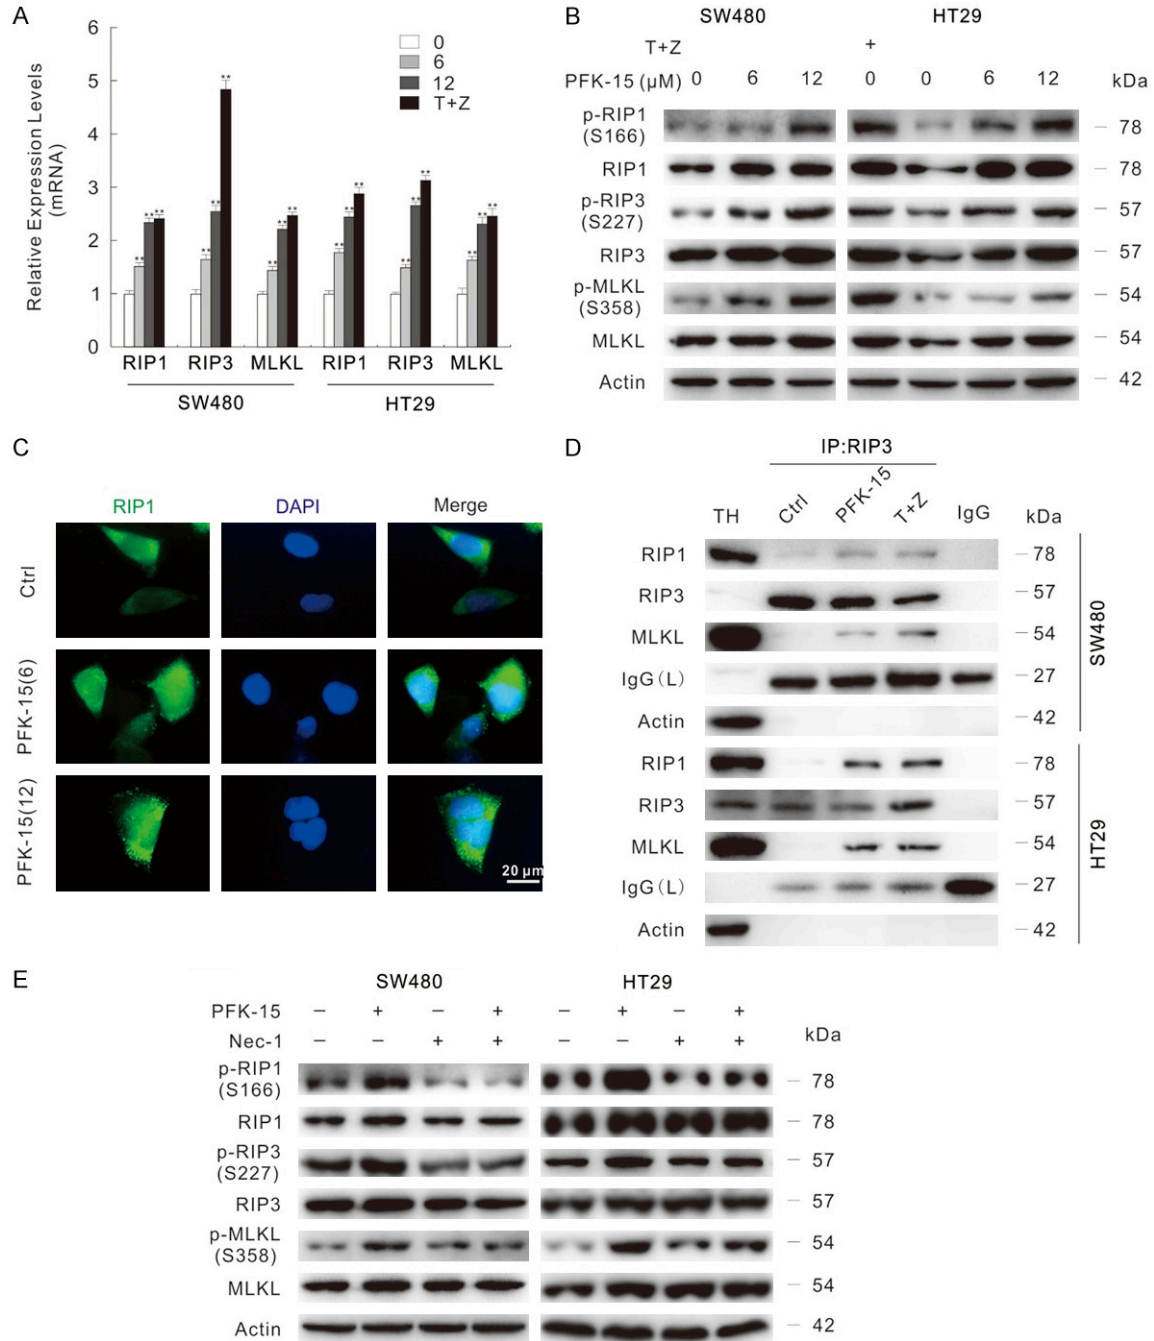 A
6
5
4
3
2
1
0
Relative Expression Levels
(mRNA)
0
6
12
T+Z
** ** ** ** ** ** ** ** ** ** ** ** ** ** ** ** ** **
RIP1 RIP3 MLKL RIP1 RIP3 MLKL
SW480 HT29
B
SW480 HT29
T+Z +
PFK-15 (μM) 0 6 12 0 0 6 12 kDa
p-RIP1
(S166) 78
RIP1 78
p-RIP3
(S227) 57
RIP3 57
p-MLKL
(S358) 54
MLKL 54
Actin 42
C
RIP1 DAPI Merge
Ctrl
PFK-15(6)
PFK-15(12)
20 μm
D
IP:RIP3
TH Ctrl PFK-15 T+Z IgG kDa
RIP1 78
RIP3 57
MLKL 54
IgG(L) 27
Actin 42
SW480
RIP1 78
RIP3 57
MLKL 54
IgG(L) 27
Actin 42
HT29
E
SW480 HT29
PFK-15 − + − + − + − +
Nec-1 − − + + − − + + kDa
p-RIP1
(S166) 78
RIP1 78
p-RIP3
(S227) 57
RIP3 57
p-MLKL
(S358) 54
MLKL 54
Actin 42